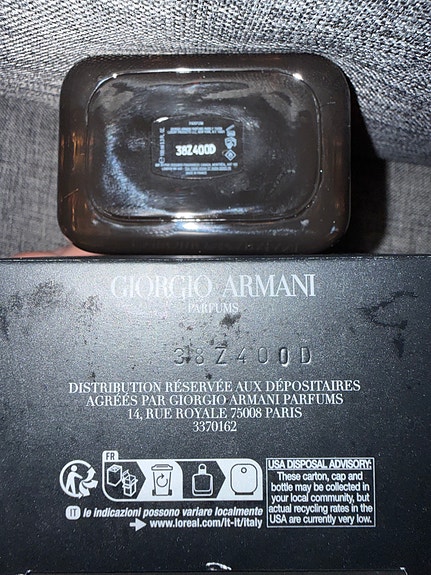 PARFUM
38Z400D
GIORGIO ARMANI
PARFUMS
38Z400D
DISTRIBUTION RÉSERVÉE AUX DÉPOSITAIRES
AGRÉÉS PAR GIORGIO ARMANI PARFUMS
14, RUE ROYALE 75008 PARIS
3370162
FR
USA DISPOSAL ADVISORY:
These carton, cap and
bottle may be collected in
your local community, but
actual recycling rates in the
USA are currently very low.
IT le indicazioni possono variare localmente
www.loreal.com/it-it/Italy